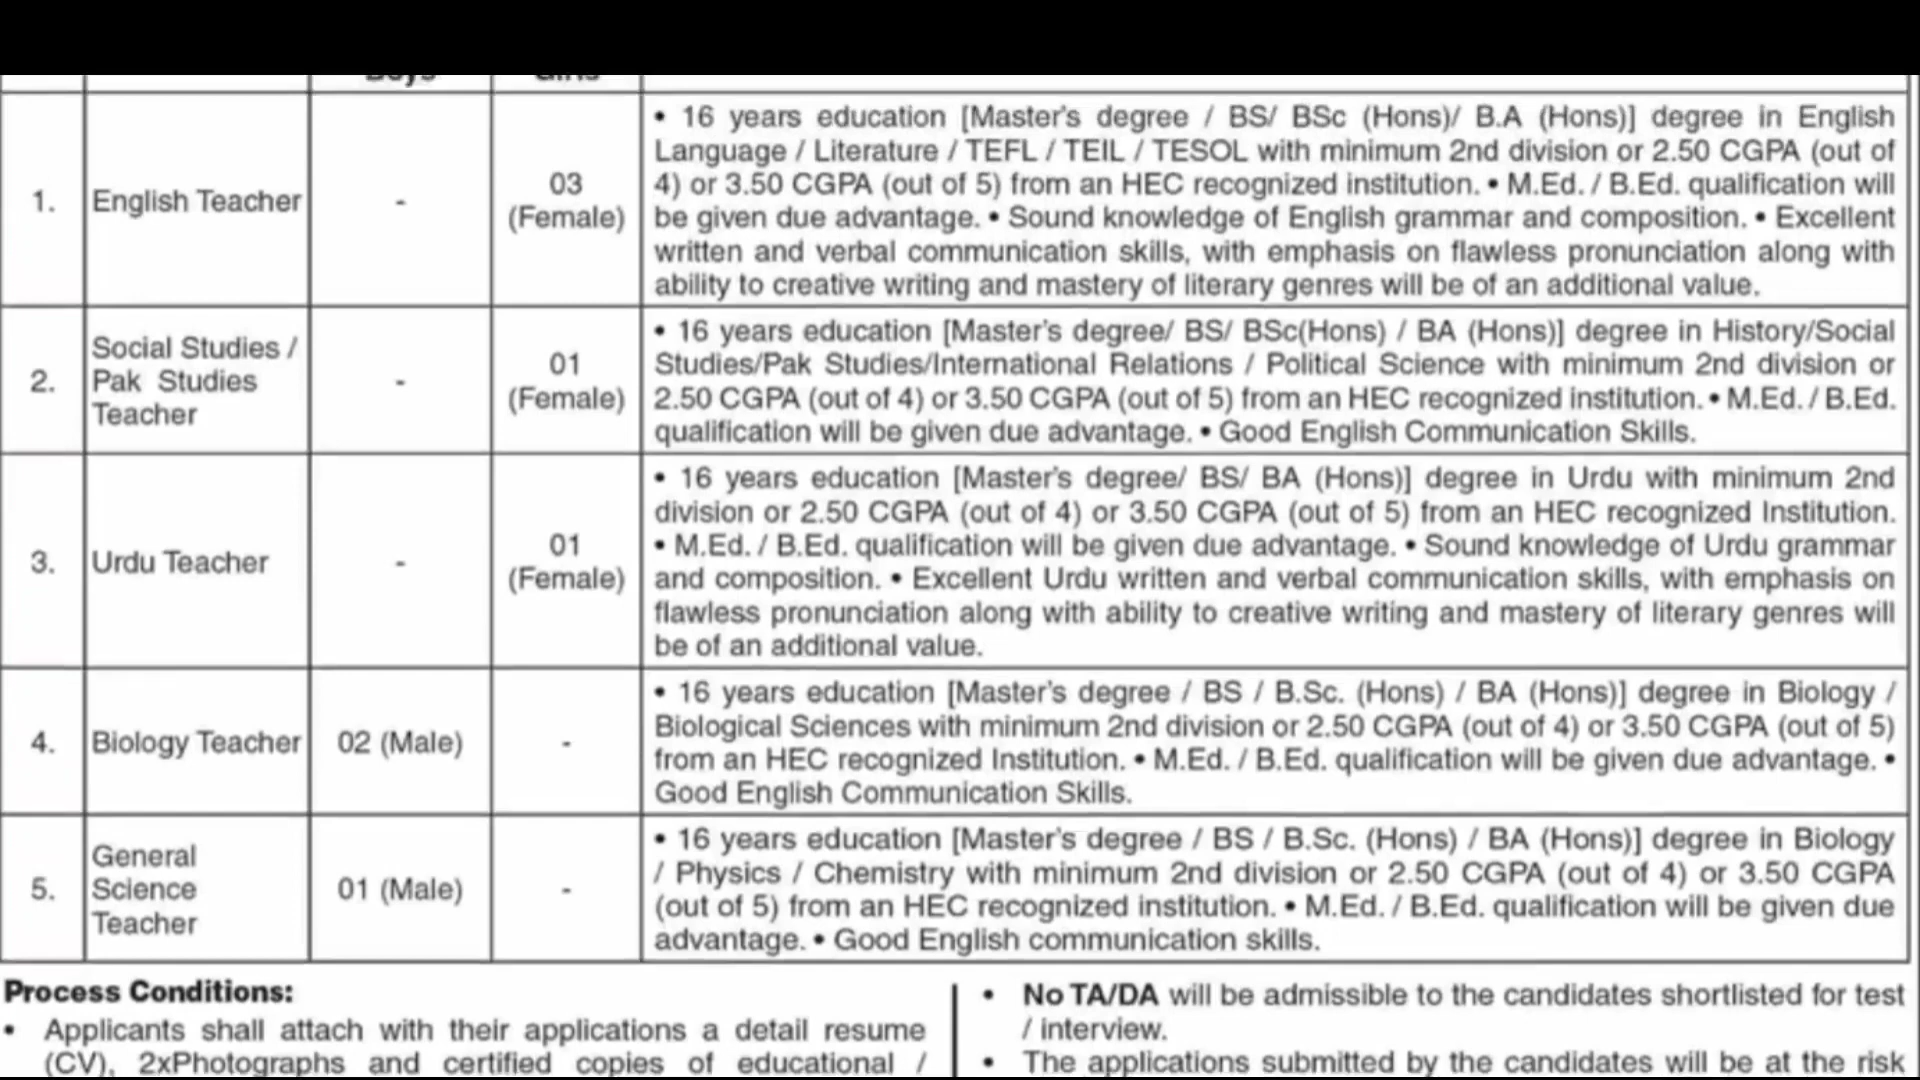 Boys Girls
1. English Teacher - 03 (Female)
• 16 years education [Master's degree / BS/ BSc (Hons)/ B.A (Hons)] degree in English
Language / Literature / TEFL / TEIL / TESOL with minimum 2nd division or 2.50 CGPA (out of
4) or 3.50 CGPA (out of 5) from an HEC recognized institution. • M.Ed. / B.Ed. qualification will
be given due advantage. • Sound knowledge of English grammar and composition. • Excellent
written and verbal communication skills, with emphasis on flawless pronunciation along with
ability to creative writing and mastery of literary genres will be of an additional value.
2.
Social Studies /
Pak Studies
Teacher
-
01
(Female)
• 16 years education [Master's degree/ BS/ BSc(Hons) / BA (Hons)] degree in History/Social
Studies/Pak Studies/International Relations / Political Science with minimum 2nd division or
2.50 CGPA (out of 4) or 3.50 CGPA (out of 5) from an HEC recognized institution. • M.Ed. / B.Ed.
qualification will be given due advantage. • Good English Communication Skills.
3.
Urdu Teacher
-
01
(Female)
• 16 years education [Master's degree/ BS/ BA (Hons)] degree in Urdu with minimum 2nd
division or 2.50 CGPA (out of 4) or 3.50 CGPA (out of 5) from an HEC recognized Institution.
• M.Ed. / B.Ed. qualification will be given due advantage. • Sound knowledge of Urdu grammar
and composition. • Excellent Urdu written and verbal communication skills, with emphasis on
flawless pronunciation along with ability to creative writing and mastery of literary genres will
be of an additional value.
4.
Biology Teacher
02 (Male)
-
• 16 years education [Master's degree / BS / B.Sc. (Hons) / BA (Hons)] degree in Biology /
Biological Sciences with minimum 2nd division or 2.50 CGPA (out of 4) or 3.50 CGPA (out of 5)
from an HEC recognized Institution. • M.Ed. / B.Ed. qualification will be given due advantage. •
Good English Communication Skills.
5.
General
Science
Teacher
01 (Male)
-
• 16 years education [Master's degree / BS / B.Sc. (Hons) / BA (Hons)] degree in Biology
/ Physics / Chemistry with minimum 2nd division or 2.50 CGPA (out of 4) or 3.50 CGPA
(out of 5) from an HEC recognized institution. • M.Ed. / B.Ed. qualification will be given due
advantage. • Good English communication skills.
Process Conditions:
• Applicants shall attach with their applications a detail resume
(CV), 2xPhotographs and certified copies of educational /
• No TA/DA will be admissible to the candidates shortlisted for test
/ interview.
• The applications submitted by the candidates will be at the risk